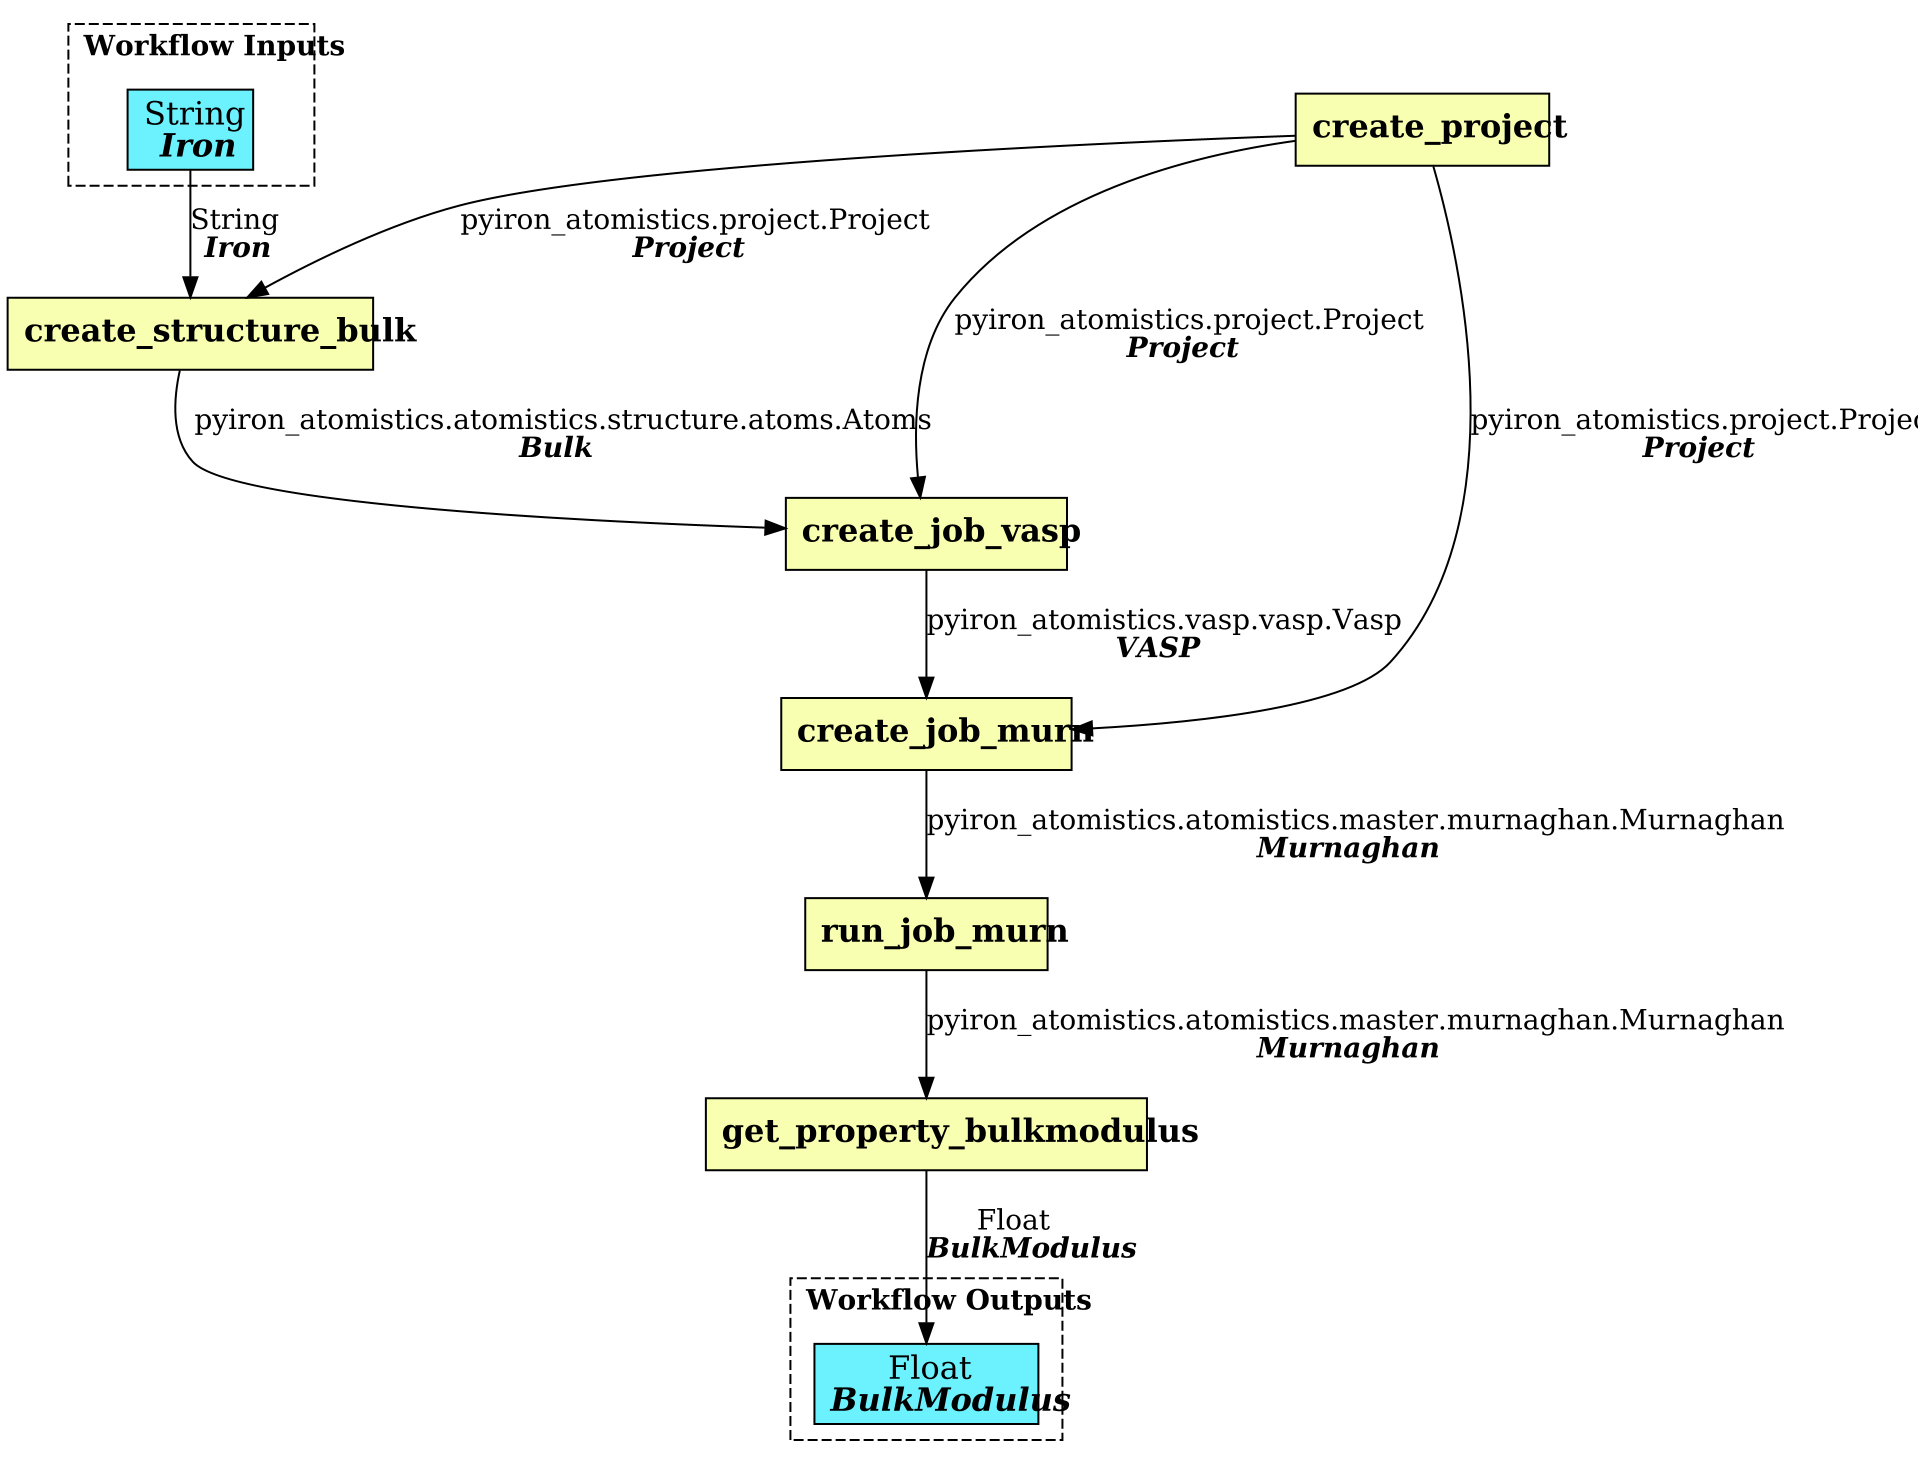 Workflow Inputs
String
Iron
create_project
String
Iron
pyiron_atomistics.project.Project
Project
create_structure_bulk
pyiron_atomistics.project.Project
Project
pyiron_atomistics.atomistics.structure.atoms.Atoms
Bulk
pyiron_atomistics.project.Projec
Project
create_job_vasp
pyiron_atomistics.vasp.vasp.Vasp
VASP
create_job_murn
pyiron_atomistics.atomistics.master.murnaghan.Murnaghan
Murnaghan
run_job_murn
pyiron_atomistics.atomistics.master.murnaghan.Murnaghan
Murnaghan
get_property_bulkmodulus
Float
BulkModulus
Workflow Outputs
Float
BulkModulus